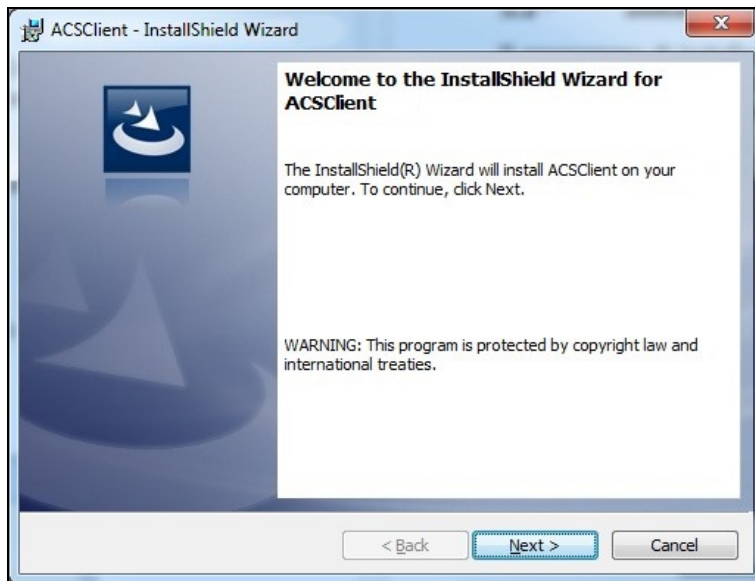 ACSClient - InstallShield Wizard
Welcome to the InstallShield Wizard for
ACSClient
The InstallShield(R) Wizard will install ACSClient on your
computer. To continue, click Next.
WARNING: This program is protected by copyright law and
international treaties.
< Back Next > Cancel